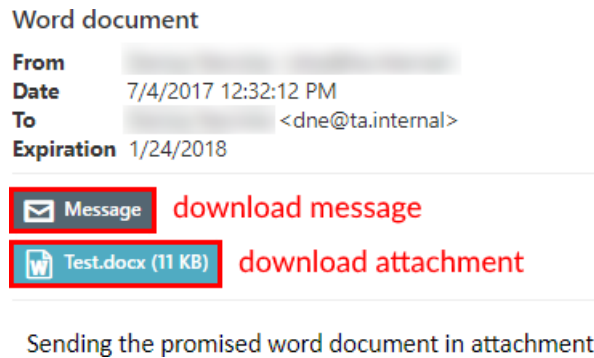 Word document
From
Date 7/4/2017 12:32:12 PM
To <dne@ta.internal>
Expiration 1/24/2018
Message download message
Test.docx (11 KB) download attachment
Sending the promised word document in attachment